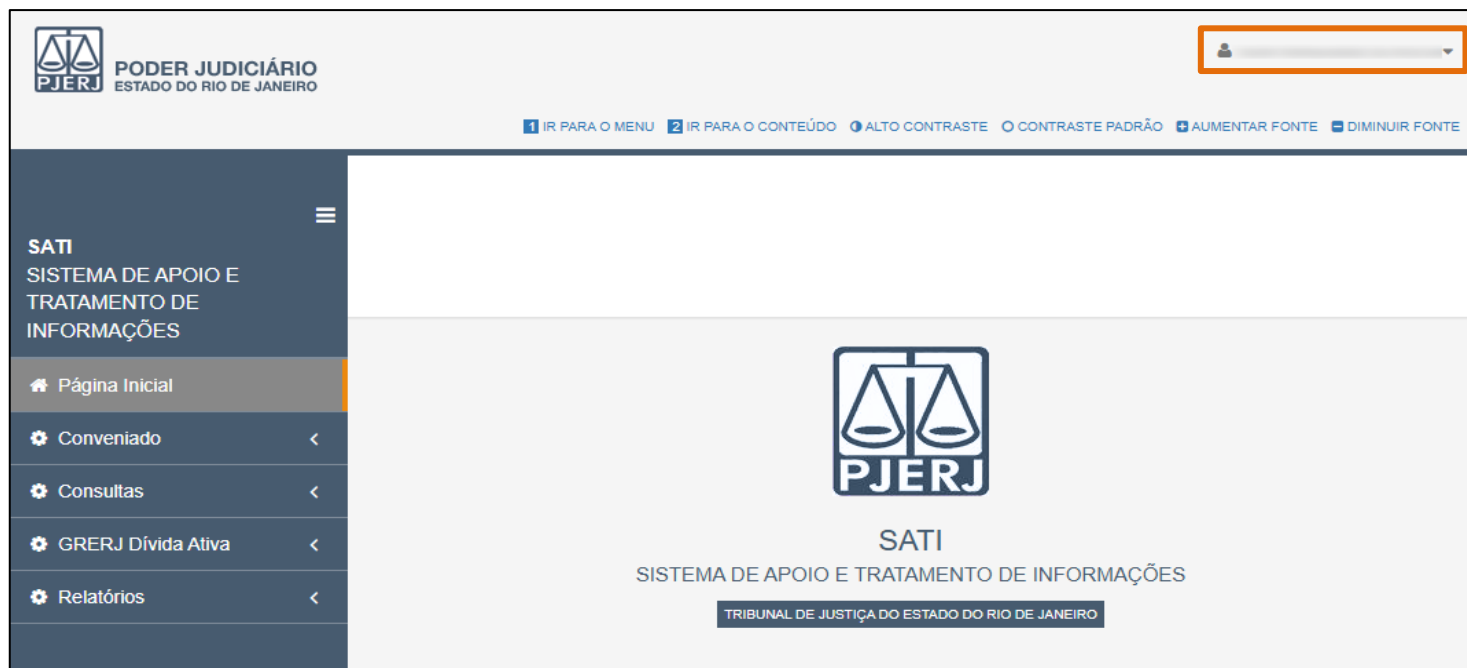 PJERJ
PODER JUDICIÁRIO
ESTADO DO RIO DE JANEIRO
1 IR PARA O MENU 2 IR PARA O CONTEÚDO ALTO CONTRASTE CONTRASTE PADRÃO AUMENTAR FONTE DIMINUIR FONTE
SATI
SISTEMA DE APOIO E
TRATAMENTO DE
INFORMAÇÕES
Página Inicial
Conveniado
Consultas
GRERJ Dívida Ativa
Relatórios
PJERJ
SATI
SISTEMA DE APOIO E TRATAMENTO DE INFORMAÇÕES
TRIBUNAL DE JUSTIÇA DO ESTADO DO RIO DE JANEIRO